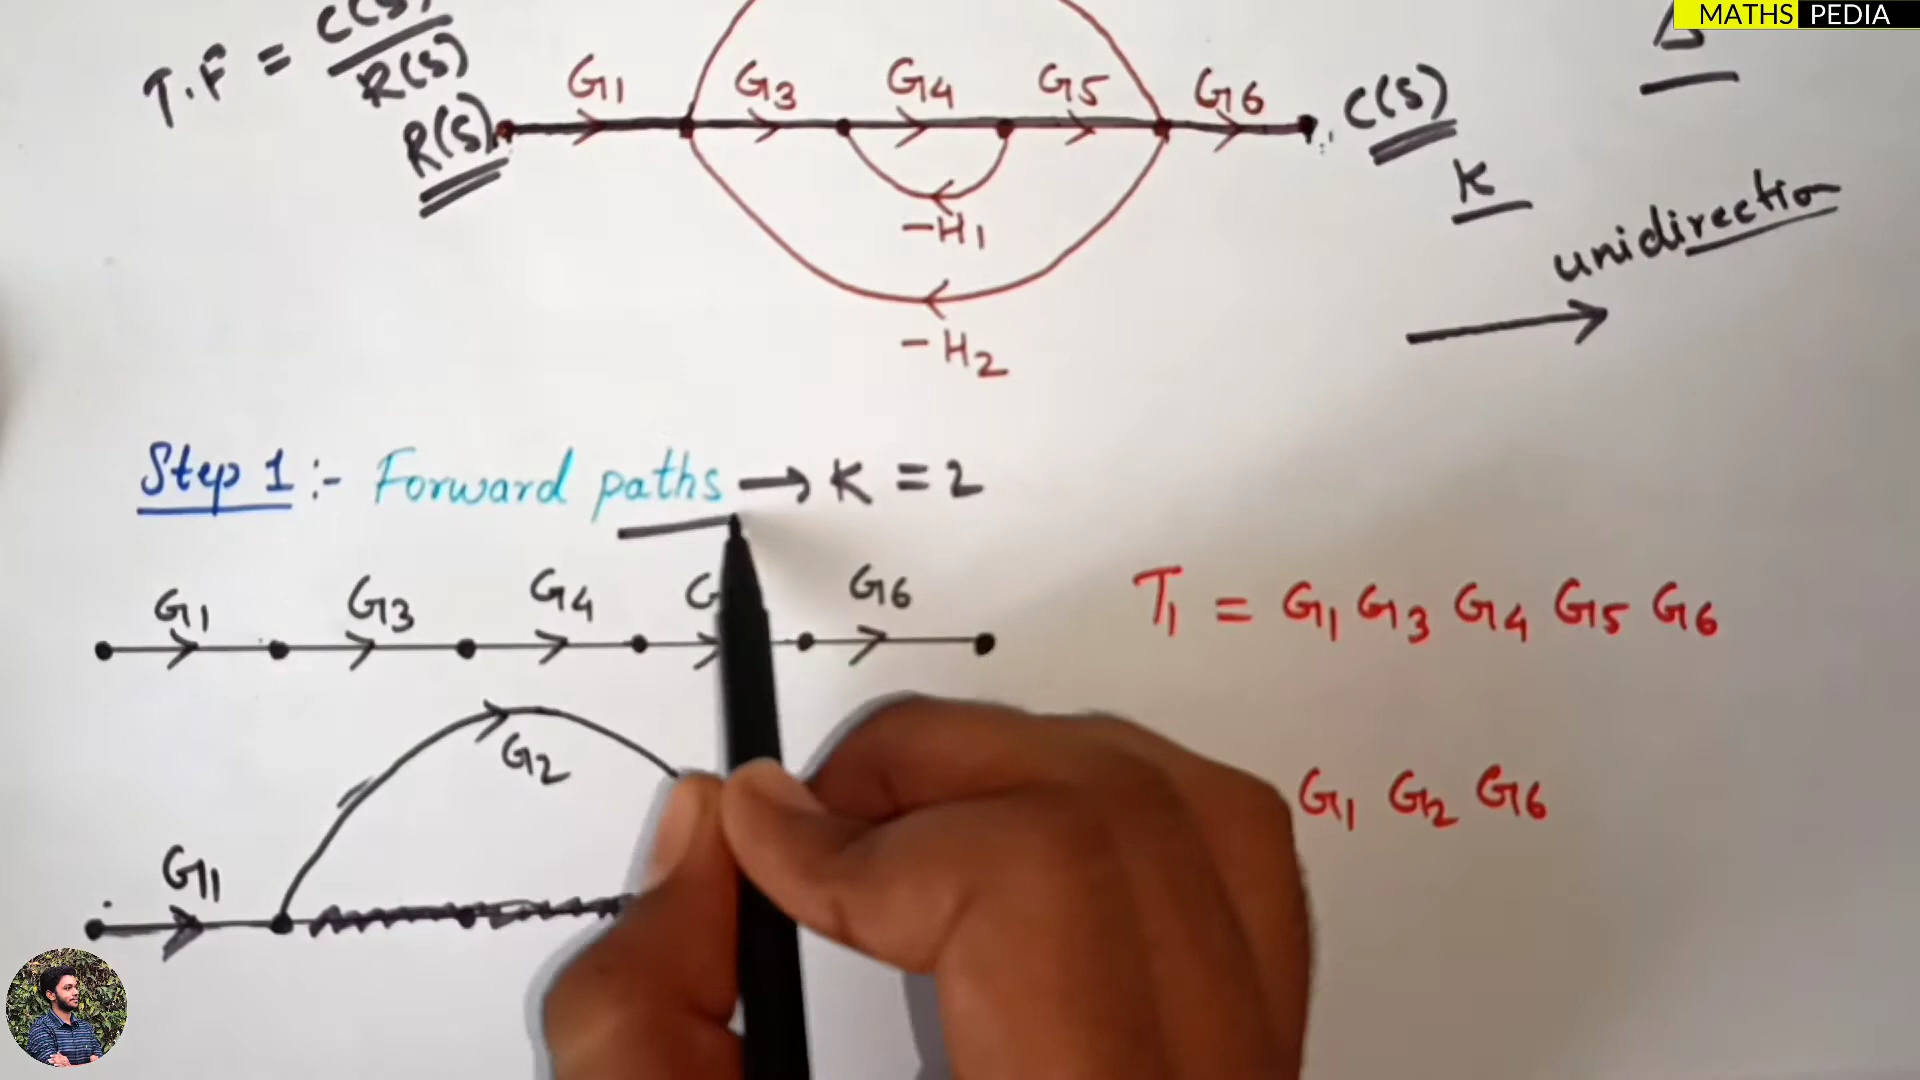 MATHS PEDIA
T.F = C(S)
R(S)
G1 G3 G4 G5 G6
R(S) C(S)
K
-H1
unidirection
-H2
Step 1:- Forward paths → K = 2
G1 G3 G4 G6
T1 = G1 G3 G4 G5 G6
G2
G1 G2 G6
G1